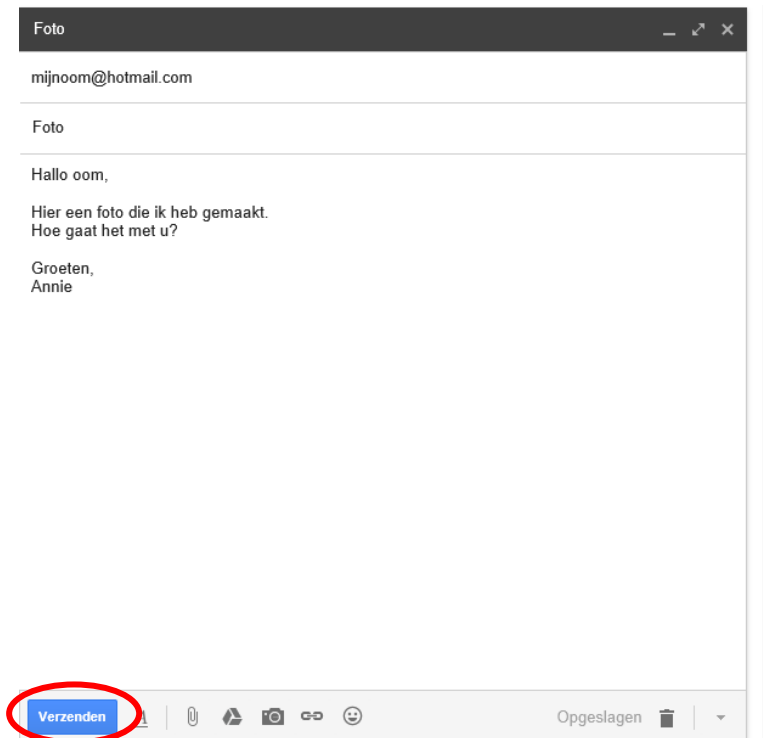 Foto
mijnoom@hotmail.com
Foto
Hallo oom,
Hier een foto die ik heb gemaakt.
Hoe gaat het met u?
Groeten,
Annie
Verzenden A Opgeslagen